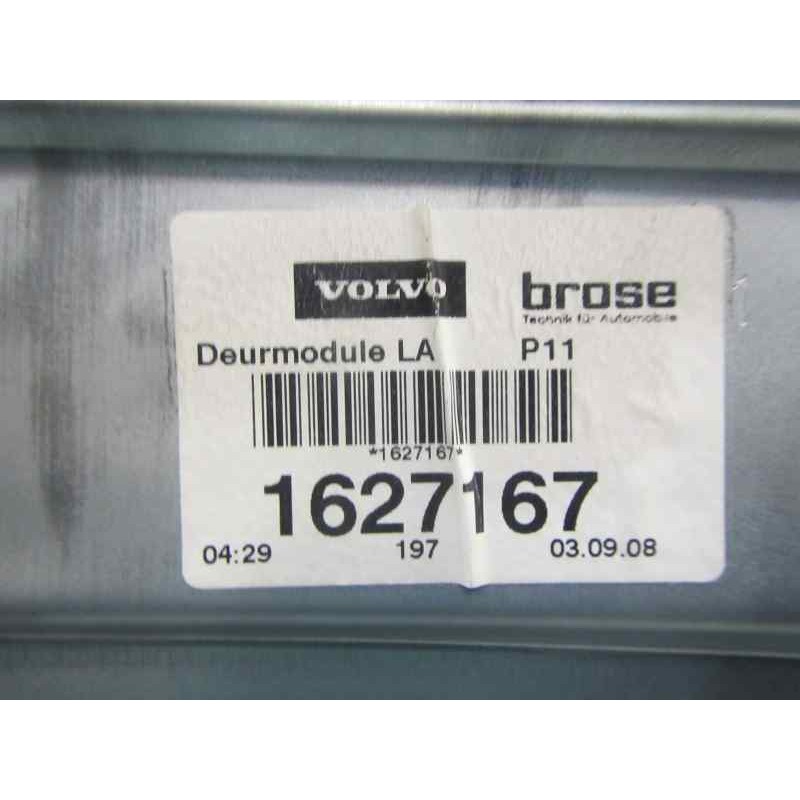 VOLVO brose
Technik für Automobile
Deurmodule LA P11
*1627167*
1627167
04:29 197 03.09.08